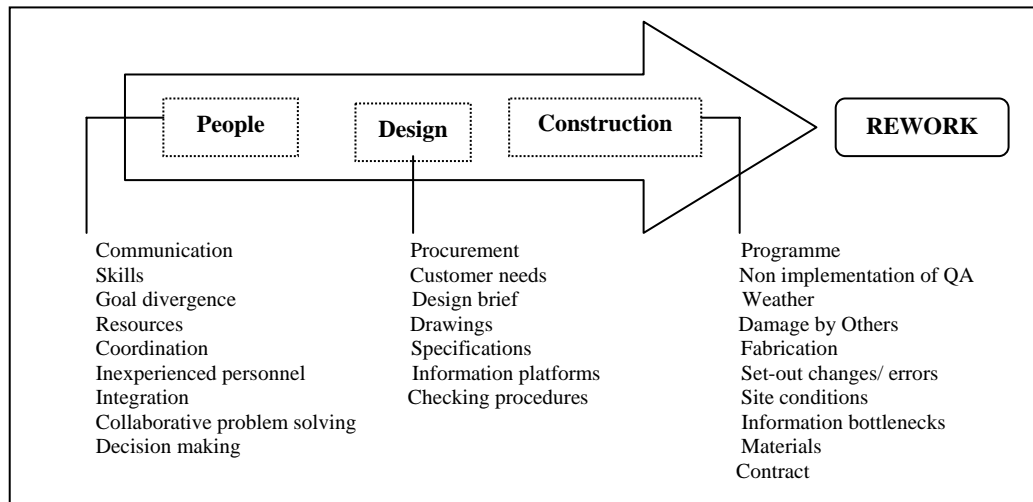 People
Design
Construction
REWORK
Communication
Skills
Goal divergence
Resources
Coordination
Inexperienced personnel
Integration
Collaborative problem solving
Decision making
Procurement
Customer needs
Design brief
Drawings
Specifications
Information platforms
Checking procedures
Programme
Non implementation of QA
Weather
Damage by Others
Fabrication
Set-out changes/ errors
Site conditions
Information bottlenecks
Materials
Contract